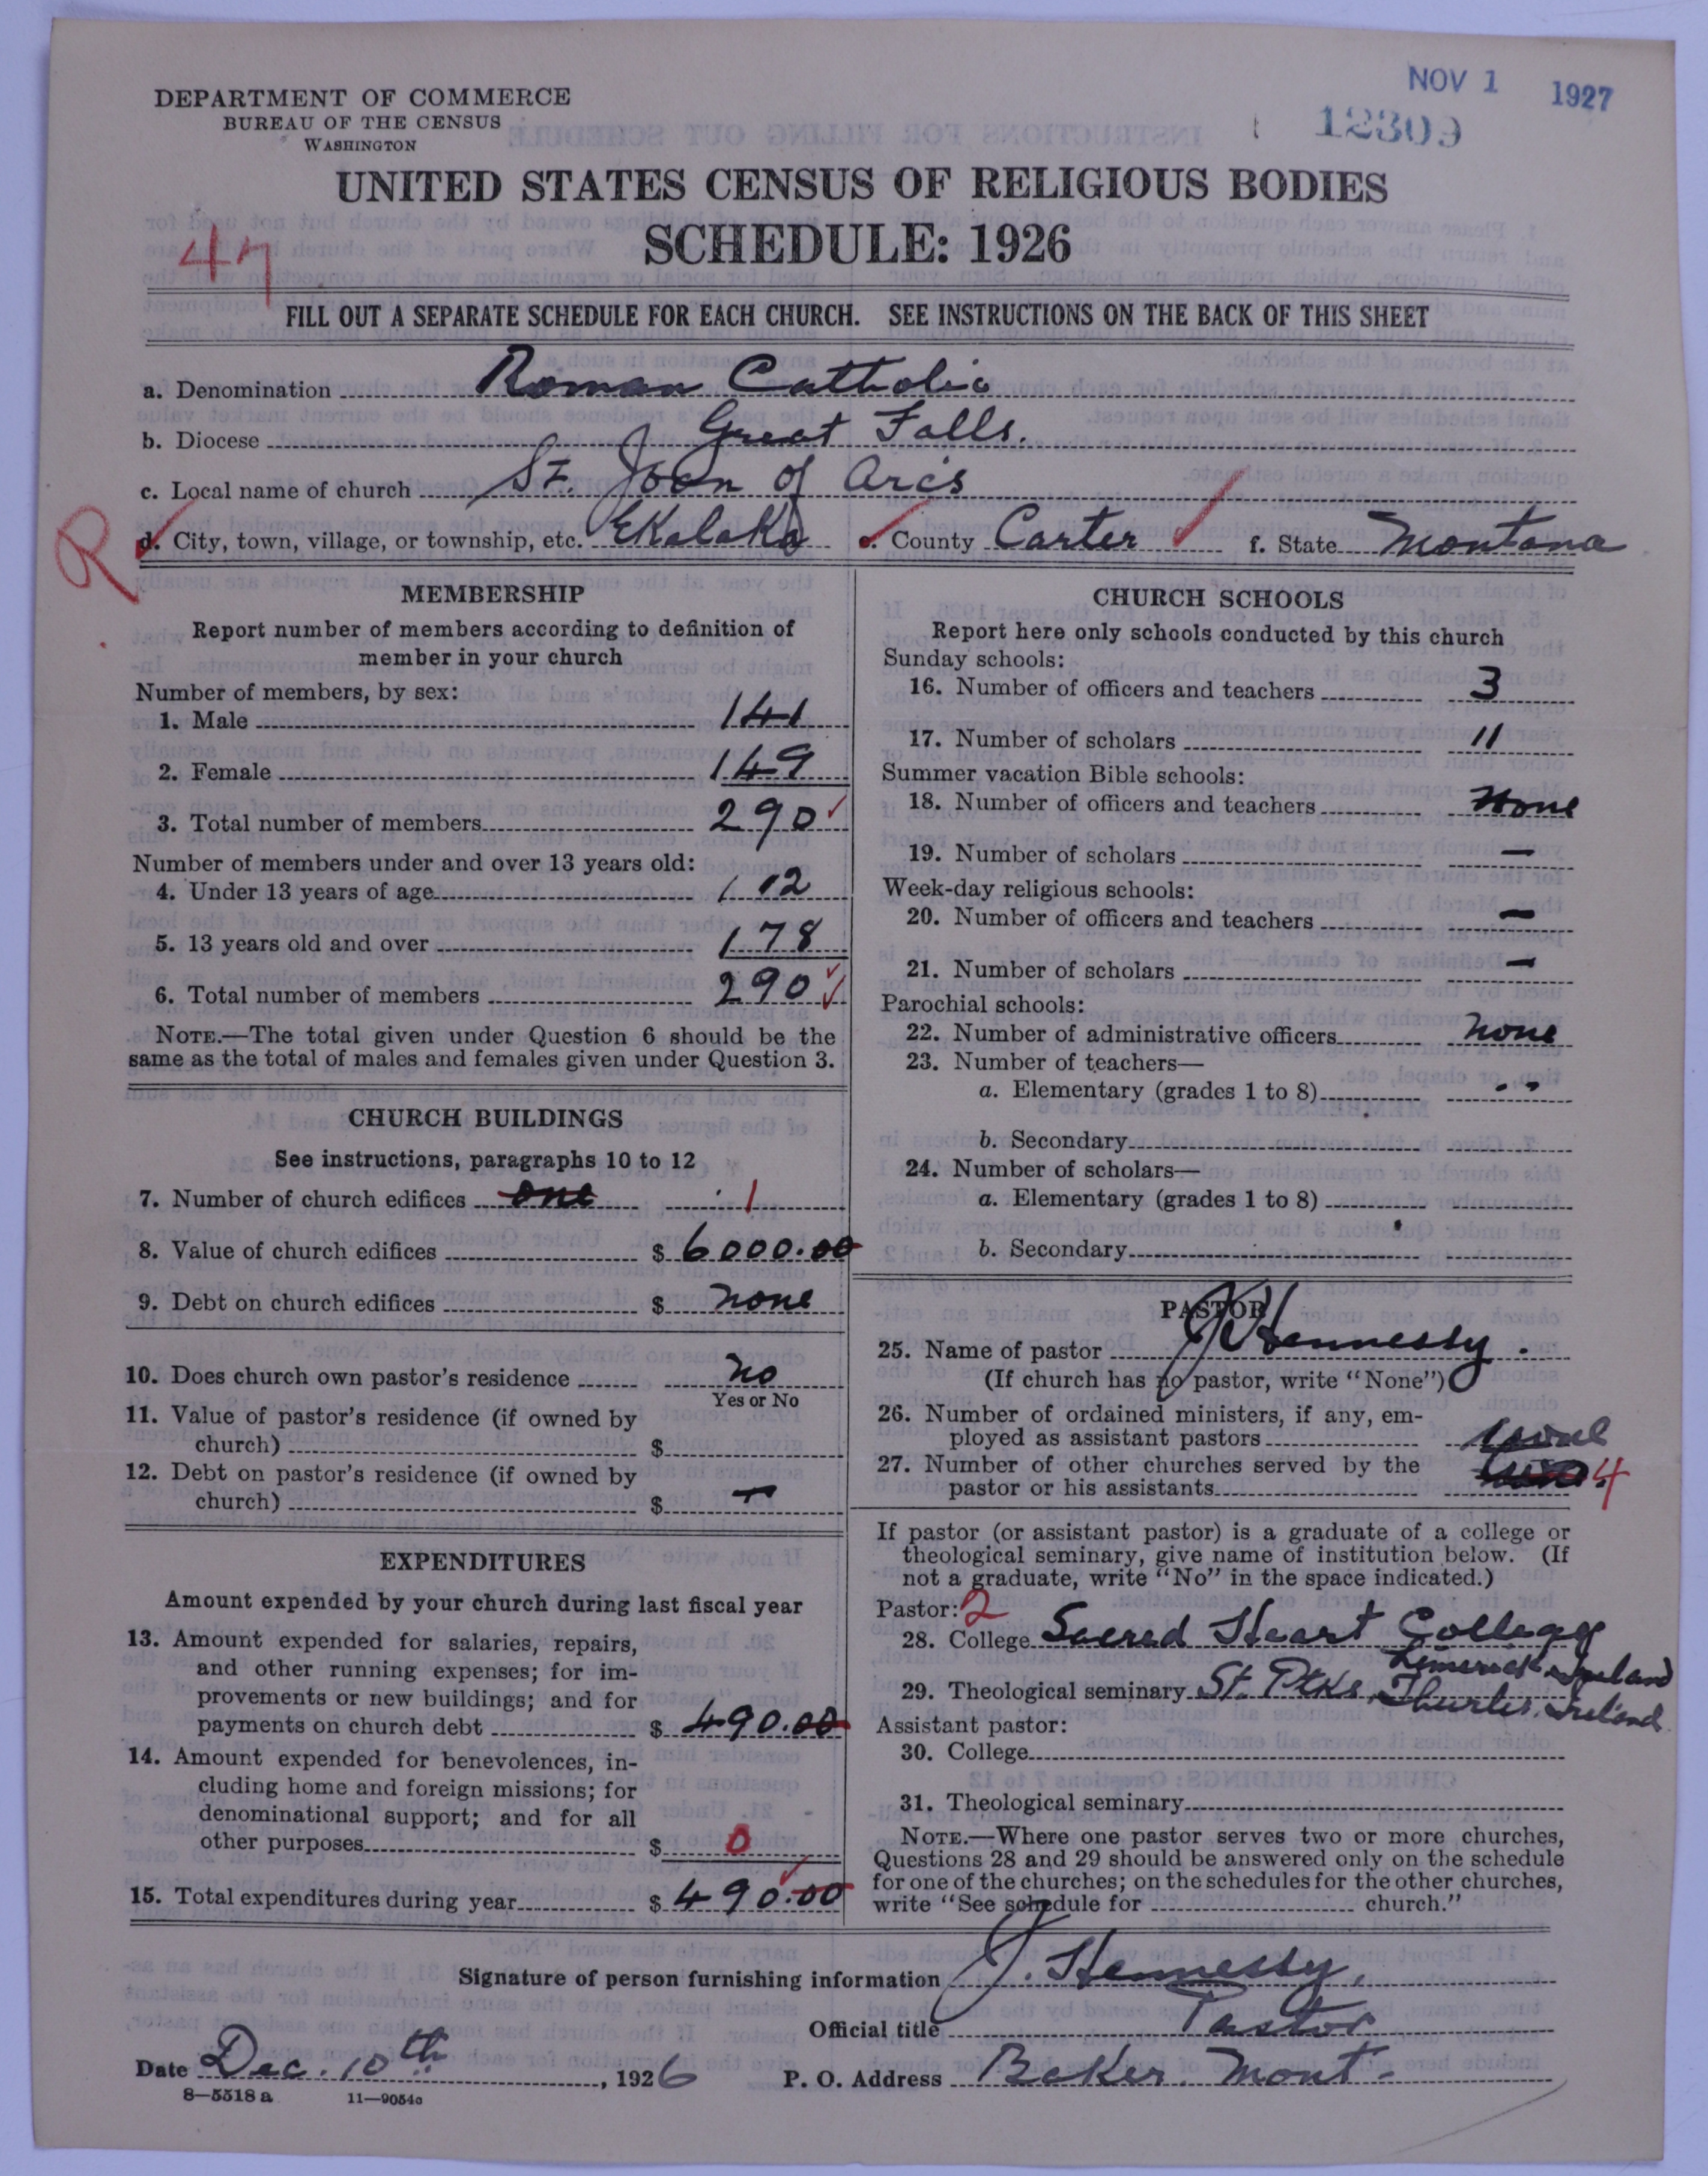 NOV 1 1927
12309
DEPARTMENT OF COMMERCE
BUREAU OF THE CENSUS
WASHINGTON
UNITED STATES CENSUS OF RELIGIOUS BODIES
SCHEDULE: 1926
47
FILL OUT A SEPARATE SCHEDULE FOR EACH CHURCH. SEE INSTRUCTIONS ON THE BACK OF THIS SHEET
a. Denomination Roman Catholic
b. Diocese Great Falls.
c. Local name of church St. Joan of Arc's
R
d. City, town, village, or township, etc. Ekalaka e. County Carter f. State Montana
MEMBERSHIP
Report number of members according to definition of
member in your church
Number of members, by sex:
1. Male 141
2. Female 149
3. Total number of members 290
Number of members under and over 13 years old:
4. Under 13 years of age 112
5. 13 years old and over 178
6. Total number of members 290
NOTE.—The total given under Question 6 should be the
same as the total of males and females given under Question 3.
CHURCH BUILDINGS
See instructions, paragraphs 10 to 12
7. Number of church edifices one 1
8. Value of church edifices $ 6000.00
9. Debt on church edifices $ none
10. Does church own pastor's residence no
Yes or No
11. Value of pastor's residence (if owned by
church) $
12. Debt on pastor's residence (if owned by
church) $ —
EXPENDITURES
Amount expended by your church during last fiscal year
13. Amount expended for salaries, repairs,
and other running expenses; for im-
provements or new buildings; and for
payments on church debt $ 490.00
14. Amount expended for benevolences, in-
cluding home and foreign missions; for
denominational support; and for all
other purposes $ 0
15. Total expenditures during year $ 490.00
CHURCH SCHOOLS
Report here only schools conducted by this church
Sunday schools:
16. Number of officers and teachers 3
17. Number of scholars 11
Summer vacation Bible schools:
18. Number of officers and teachers none
19. Number of scholars —
Week-day religious schools:
20. Number of officers and teachers —
21. Number of scholars —
Parochial schools:
22. Number of administrative officers none
23. Number of teachers—
a. Elementary (grades 1 to 8) - -
b. Secondary
24. Number of scholars—
a. Elementary (grades 1 to 8)
b. Secondary
PASTOR
25. Name of pastor J Hennessy.
(If church has no pastor, write "None")
26. Number of ordained ministers, if any, em-
ployed as assistant pastors none
27. Number of other churches served by the
pastor or his assistants 4
If pastor (or assistant pastor) is a graduate of a college or
theological seminary, give name of institution below. (If
not a graduate, write "No" in the space indicated.)
Pastor: 2
28. College Sacred Heart College
Limerick Ireland
29. Theological seminary St. Ptks, Thurles. Ireland
Assistant pastor:
30. College
31. Theological seminary
NOTE.—Where one pastor serves two or more churches,
Questions 28 and 29 should be answered only on the schedule
for one of the churches; on the schedules for the other churches,
write "See schedule for church."
Signature of person furnishing information J. Hennessy.
Official title Pastor
Date Dec. 10th, 1926 P. O. Address Baker. Mont.
8—5518 a 11—9054c